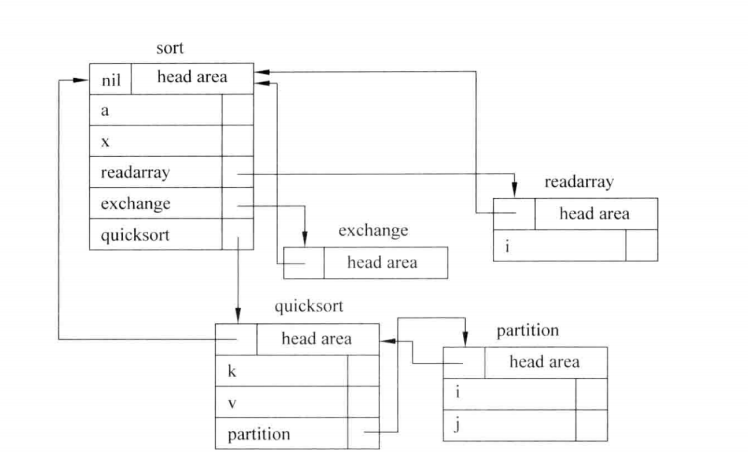 sort
nil head area
a
x
readarray
exchange
quicksort
readarray
head area
i
exchange
head area
quicksort
head area
k
v
partition
partition
head area
i
j